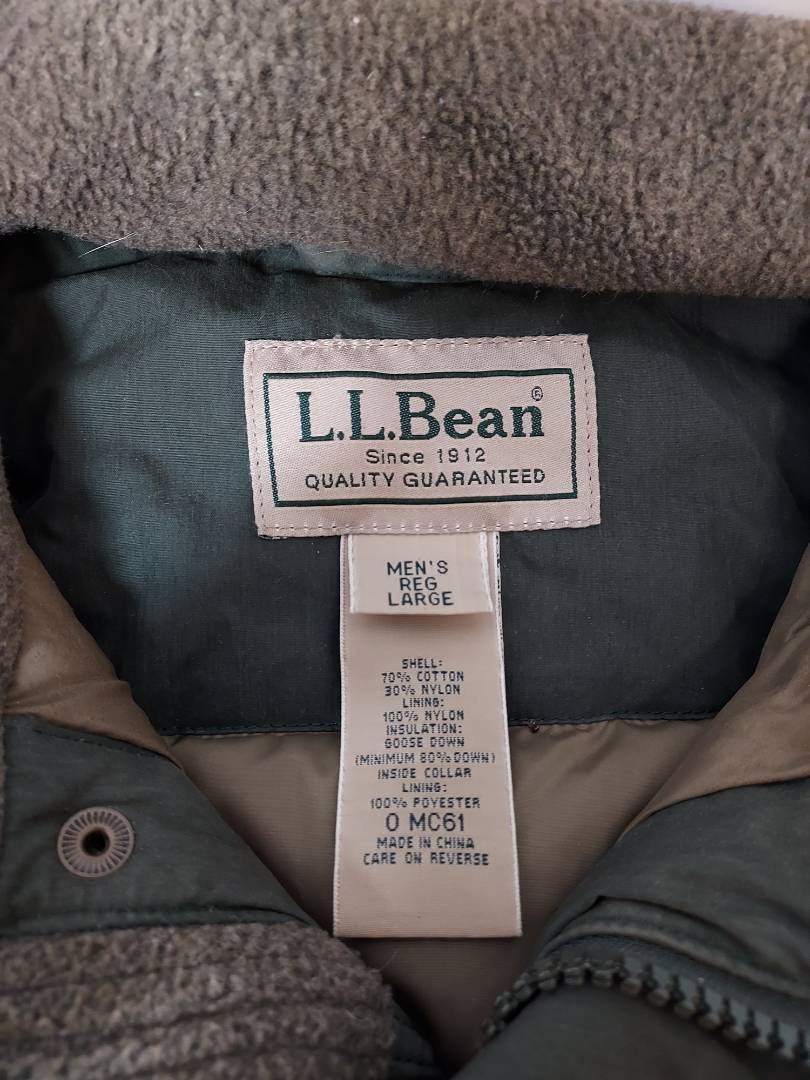 L.L.Bean®
Since 1912
QUALITY GUARANTEED
MEN'S
REG
LARGE
SHELL:
70% COTTON
30% NYLON
LINING:
100% NYLON
INSULATION:
GOOSE DOWN
(MINIMUM 80% DOWN)
INSIDE COLLAR
LINING:
100% POYESTER
0 MC61
MADE IN CHINA
CARE ON REVERSE